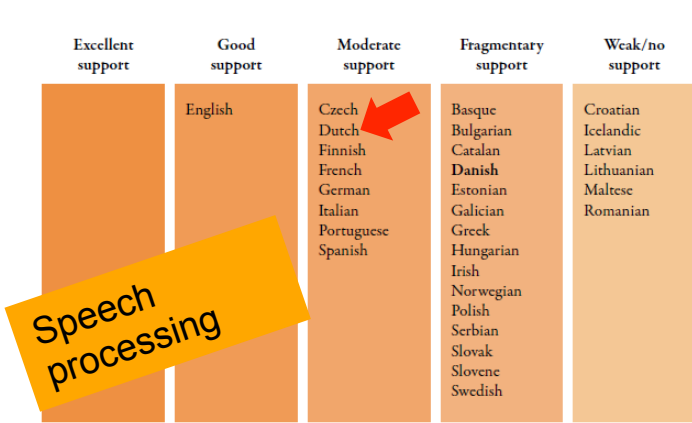 Excellent
support
Good
support
Moderate
support
Fragmentary
support
Weak/no
support
English
Czech
Dutch
Finnish
French
German
Italian
Portuguese
Spanish
Basque
Bulgarian
Catalan
Danish
Estonian
Galician
Greek
Hungarian
Irish
Norwegian
Polish
Serbian
Slovak
Slovene
Swedish
Croatian
Icelandic
Latvian
Lithuanian
Maltese
Romanian
Speech
processing